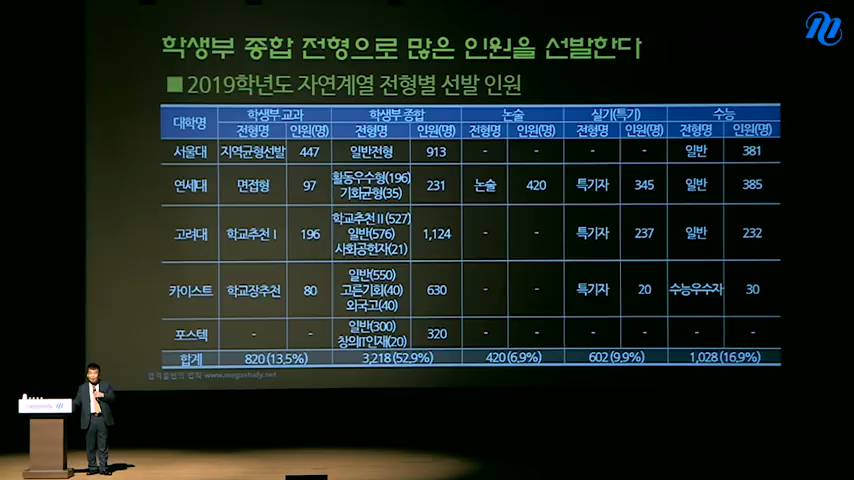 학생부 종합 전형으로 많은 인원을 선발한다
■ 2019학년도 자연계열 전형별 선발 인원
대학명 학생부 교과 학생부 종합 논술 실기(특기) 수능
전형명 인원(명) 전형명 인원(명) 전형명 인원(명) 전형명 인원(명) 전형명 인원(명)
서울대 지역균형선발 447 일반전형 913 - - - - 일반 381
연세대 면접형 97 활동우수형(196) 231 논술 420 특기자 345 일반 385
기회균형(35)
고려대 학교추천Ⅰ 196 학교추천Ⅱ(527) 1,124 - - 특기자 237 일반 232
일반(576)
사회공헌자(21)
카이스트 학교장추천 80 일반(550) 630 - - 특기자 20 수능우수자 30
고른기회(40)
외국고(40)
포스텍 - - 일반(300) 320 - - - - - -
창의IT인재(20)
합계 820 (13,5%) 3,218 (52,9%) 420 (6,9%) 602 (9,9%) 1,028 (16,9%)
www.megastudy.net